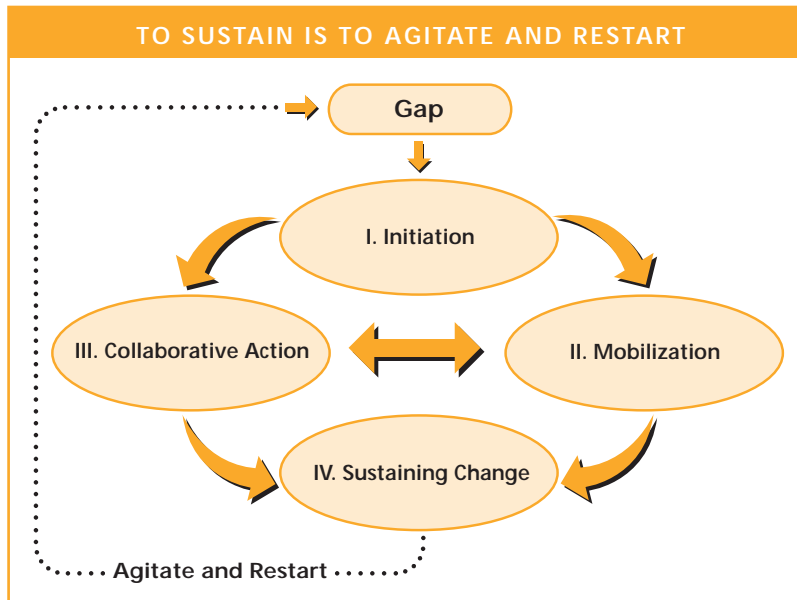 TO SUSTAIN IS TO AGITATE AND RESTART
Gap
I. Initiation
III. Collaborative Action
II. Mobilization
IV. Sustaining Change
Agitate and Restart